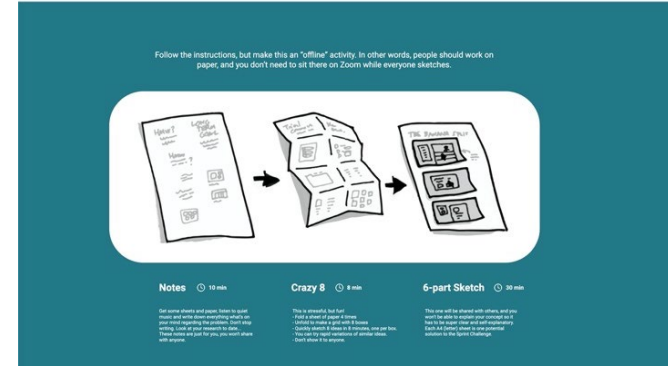 Follow the instructions, but make this an "offline" activity. In other words, people should work on
paper, and you don't need to sit there on Zoom while everyone sketches.
LONG
TERM
GOAL
THE BANANA SPLIT
Notes 10 min
Get some sheets and paper, listen to quiet
music and write down everything what's on
your mind regarding the problem. Don't stop
writing. Look at your research to date.
These notes are just for you, you won't share
with anyone.
Crazy 8 8 min
This is stressful, but fun!
- Fold a sheet of paper 4 times
- Unfold to make a grid with 8 boxes
- Quickly sketch 8 ideas in 8 minutes, one per box.
- You can try rapid variations of similar ideas.
- Don't show it to anyone.
6-part Sketch 30 min
This one will be shared with others, and you
won't be able to explain your concept so it
has to be super clear and self-explanatory.
Each A4 (letter) sheet is one potential
solution to the Sprint Challenge.